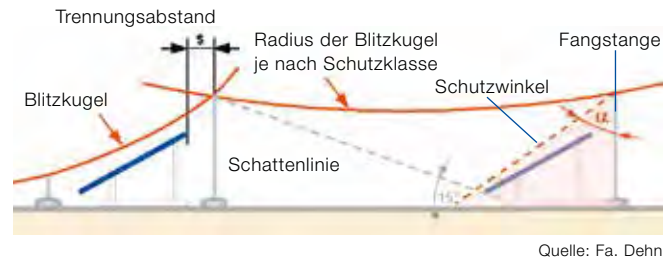 Trennungsabstand
s
Radius der Blitzkugel
je nach Schutzklasse
Fangstange
Blitzkugel
Schutzwinkel
α
Schattenlinie
15°
Quelle: Fa. Dehn